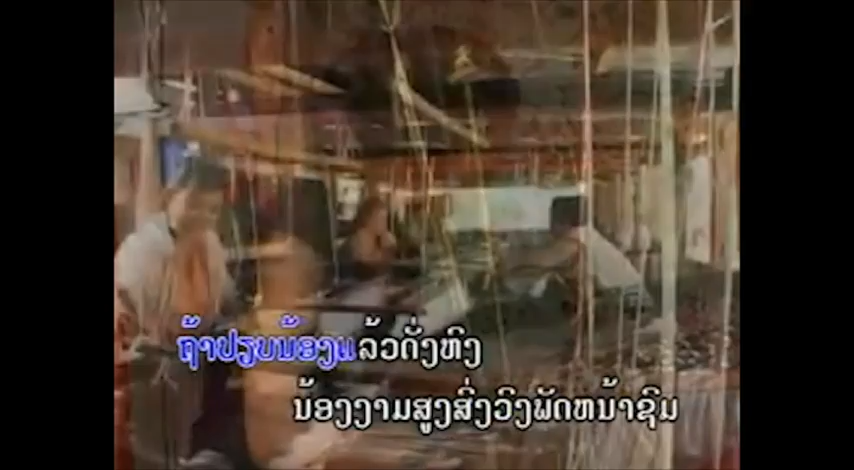 ຖ້າປຽບນ້ອງແລ້ວດັ່ງຫິງ
ນ້ອງງາມສູງສິ່ງວິງພັດຫນ້າຊົມ